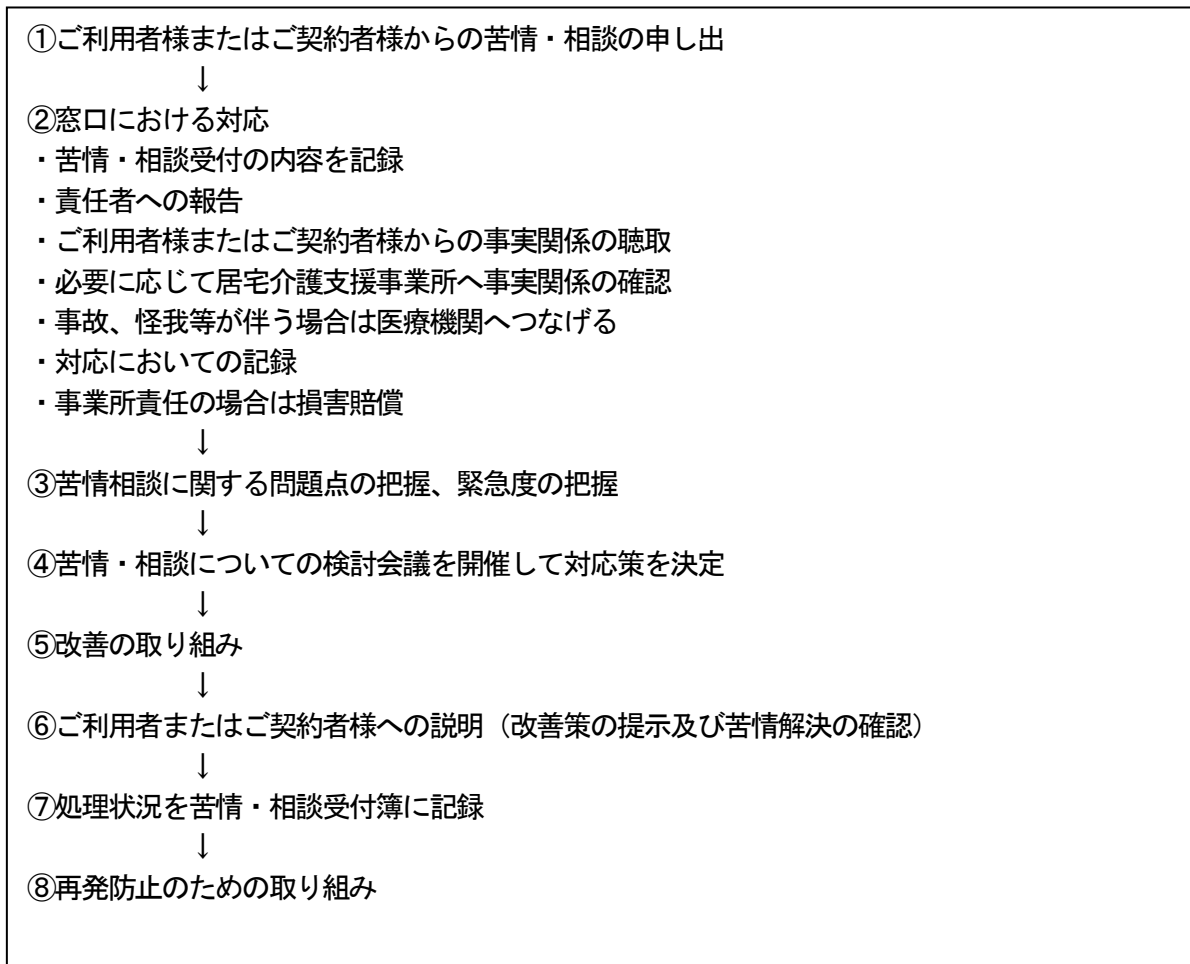 ①ご利用者様またはご契約者様からの苦情・相談の申し出
↓
②窓口における対応
・苦情・相談受付の内容を記録
・責任者への報告
・ご利用者様またはご契約者様からの事実関係の聴取
・必要に応じて居宅介護支援事業所へ事実関係の確認
・事故、怪我等が伴う場合は医療機関へつなげる
・対応においての記録
・事業所責任の場合は損害賠償
↓
③苦情相談に関する問題点の把握、緊急度の把握
↓
④苦情・相談についての検討会議を開催して対応策を決定
↓
⑤改善の取り組み
↓
⑥ご利用者またはご契約者様への説明（改善策の提示及び苦情解決の確認）
↓
⑦処理状況を苦情・相談受付簿に記録
↓
⑧再発防止のための取り組み